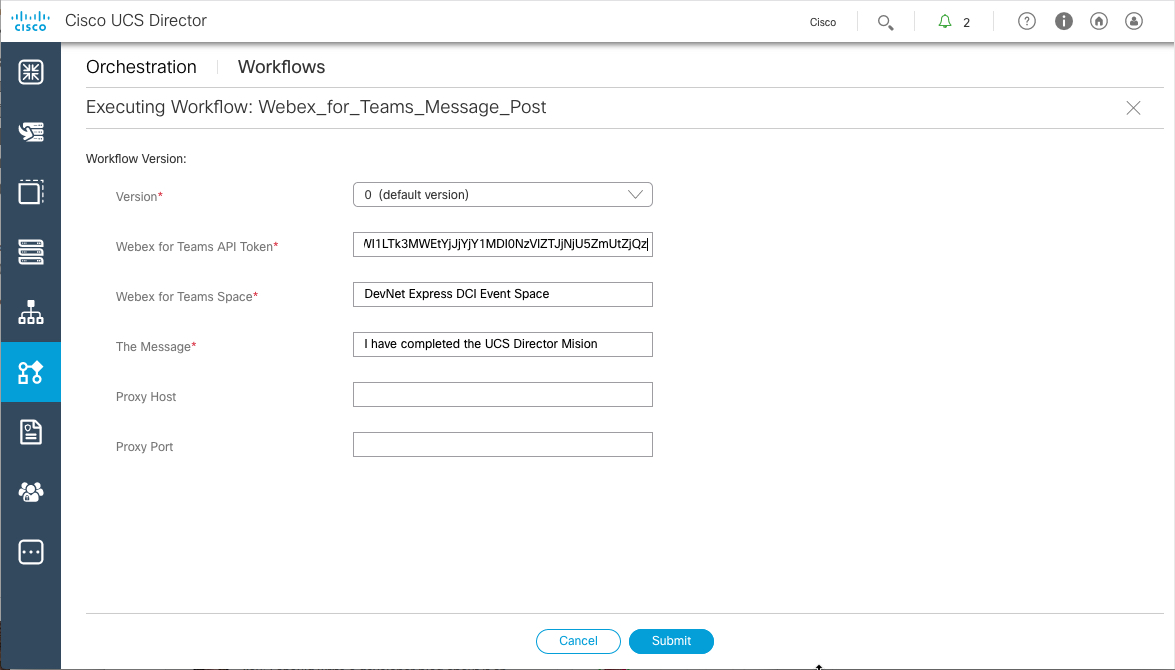 CISCO Cisco UCS Director Cisco 2
Orchestration Workflows
Executing Workflow: Webex_for_Teams_Message_Post
Workflow Version:
Version* 0 (default version)
Webex for Teams API Token* WI1LTk3MWEtYjJjYjY1MDI0NzVlZTJjNjU5ZmUtZjQz
Webex for Teams Space* DevNet Express DCI Event Space
The Message* I have completed the UCS Director Mision
Proxy Host
Proxy Port
Cancel Submit